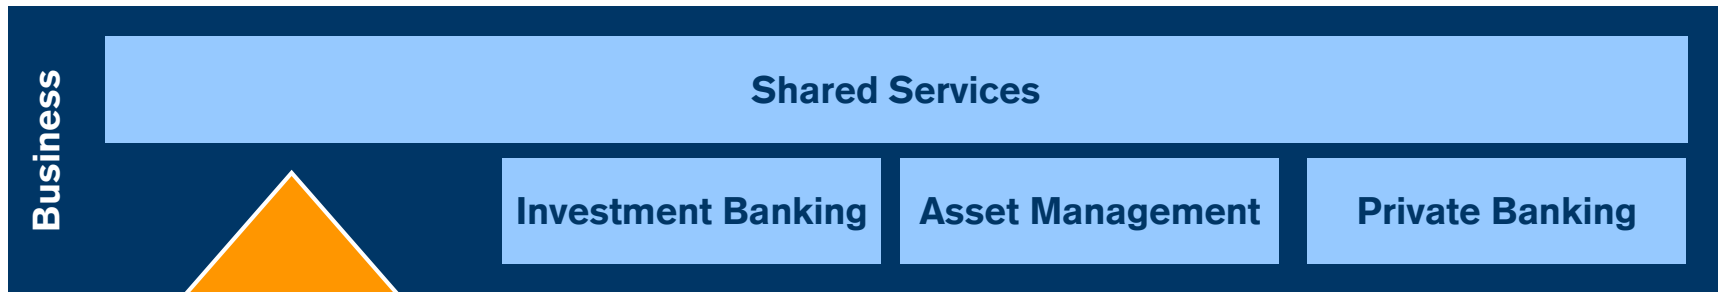 Business
Shared Services
Investment Banking
Asset Management
Private Banking